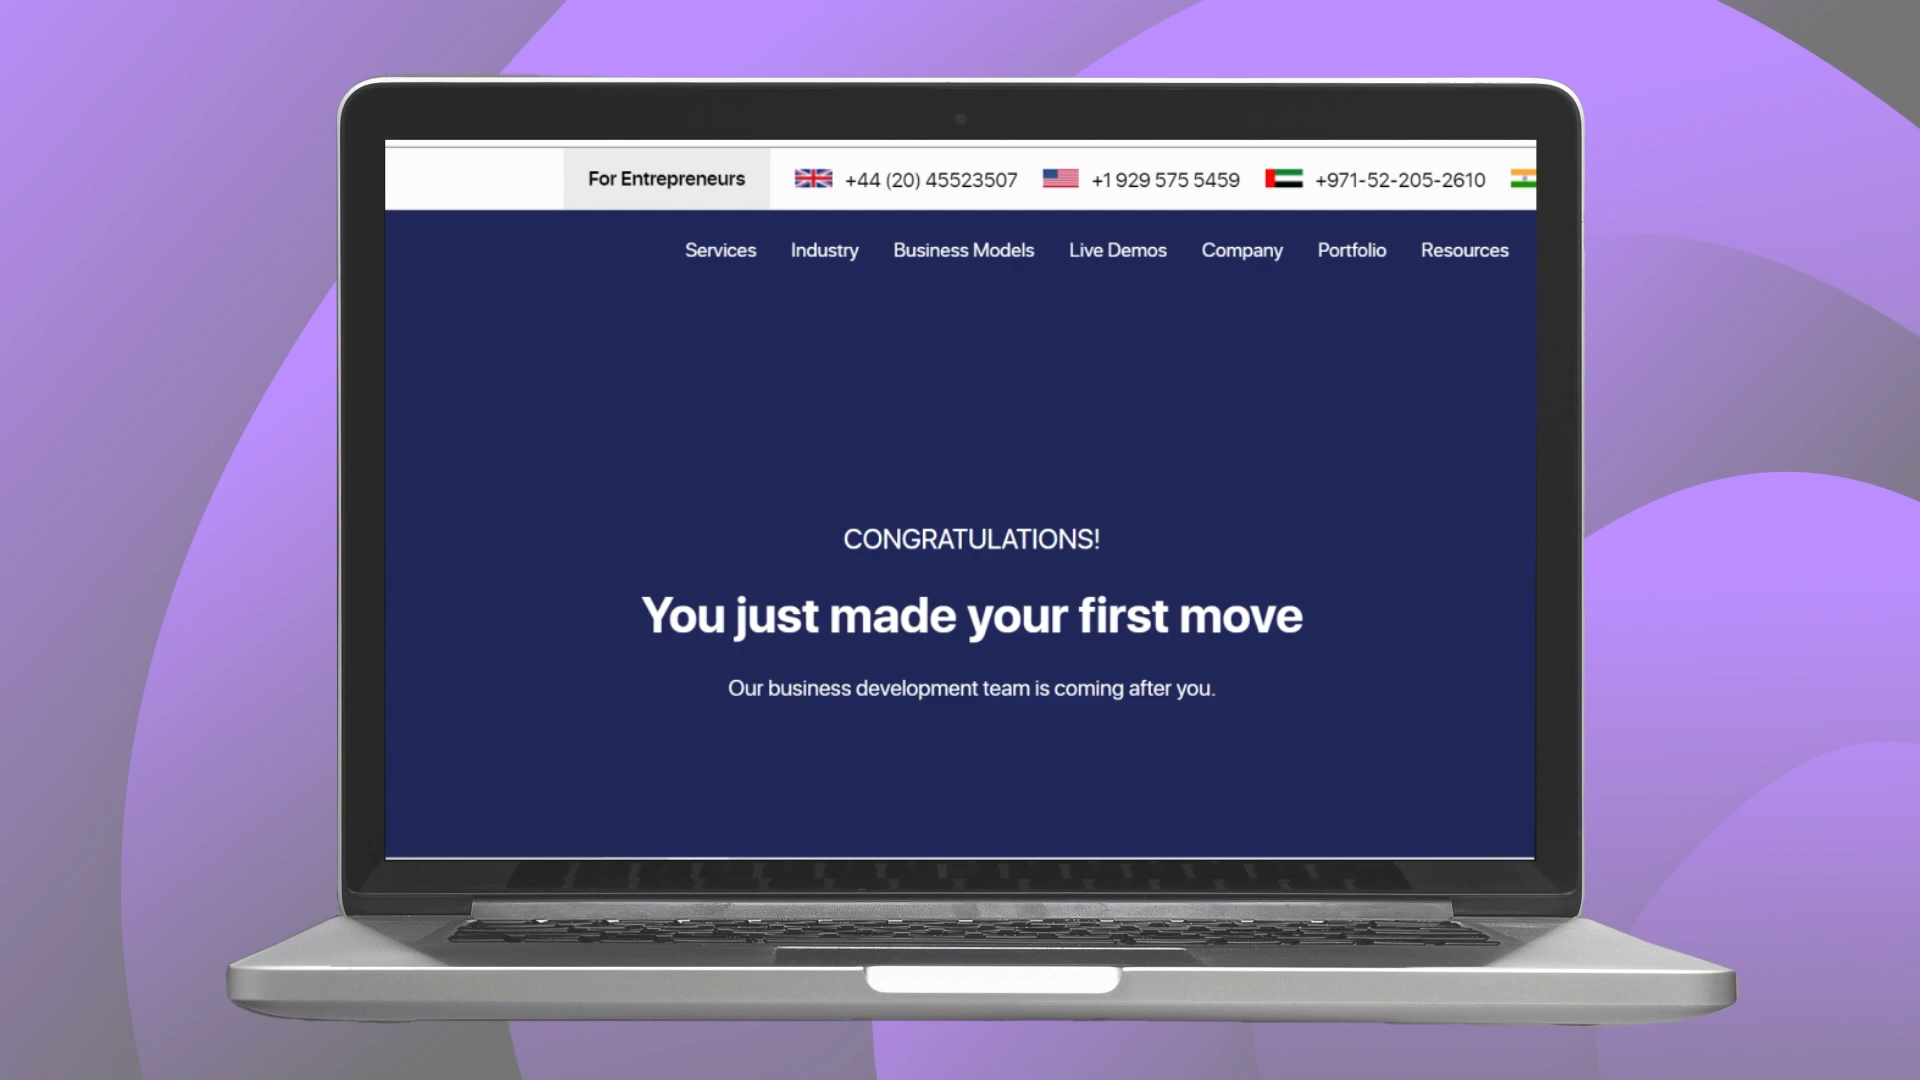 For Entrepreneurs +44 (20) 45523507 +1 929 575 5459 +971-52-205-2610
Services Industry Business Models Live Demos Company Portfolio Resources
CONGRATULATIONS!
You just made your first move
Our business development team is coming after you.